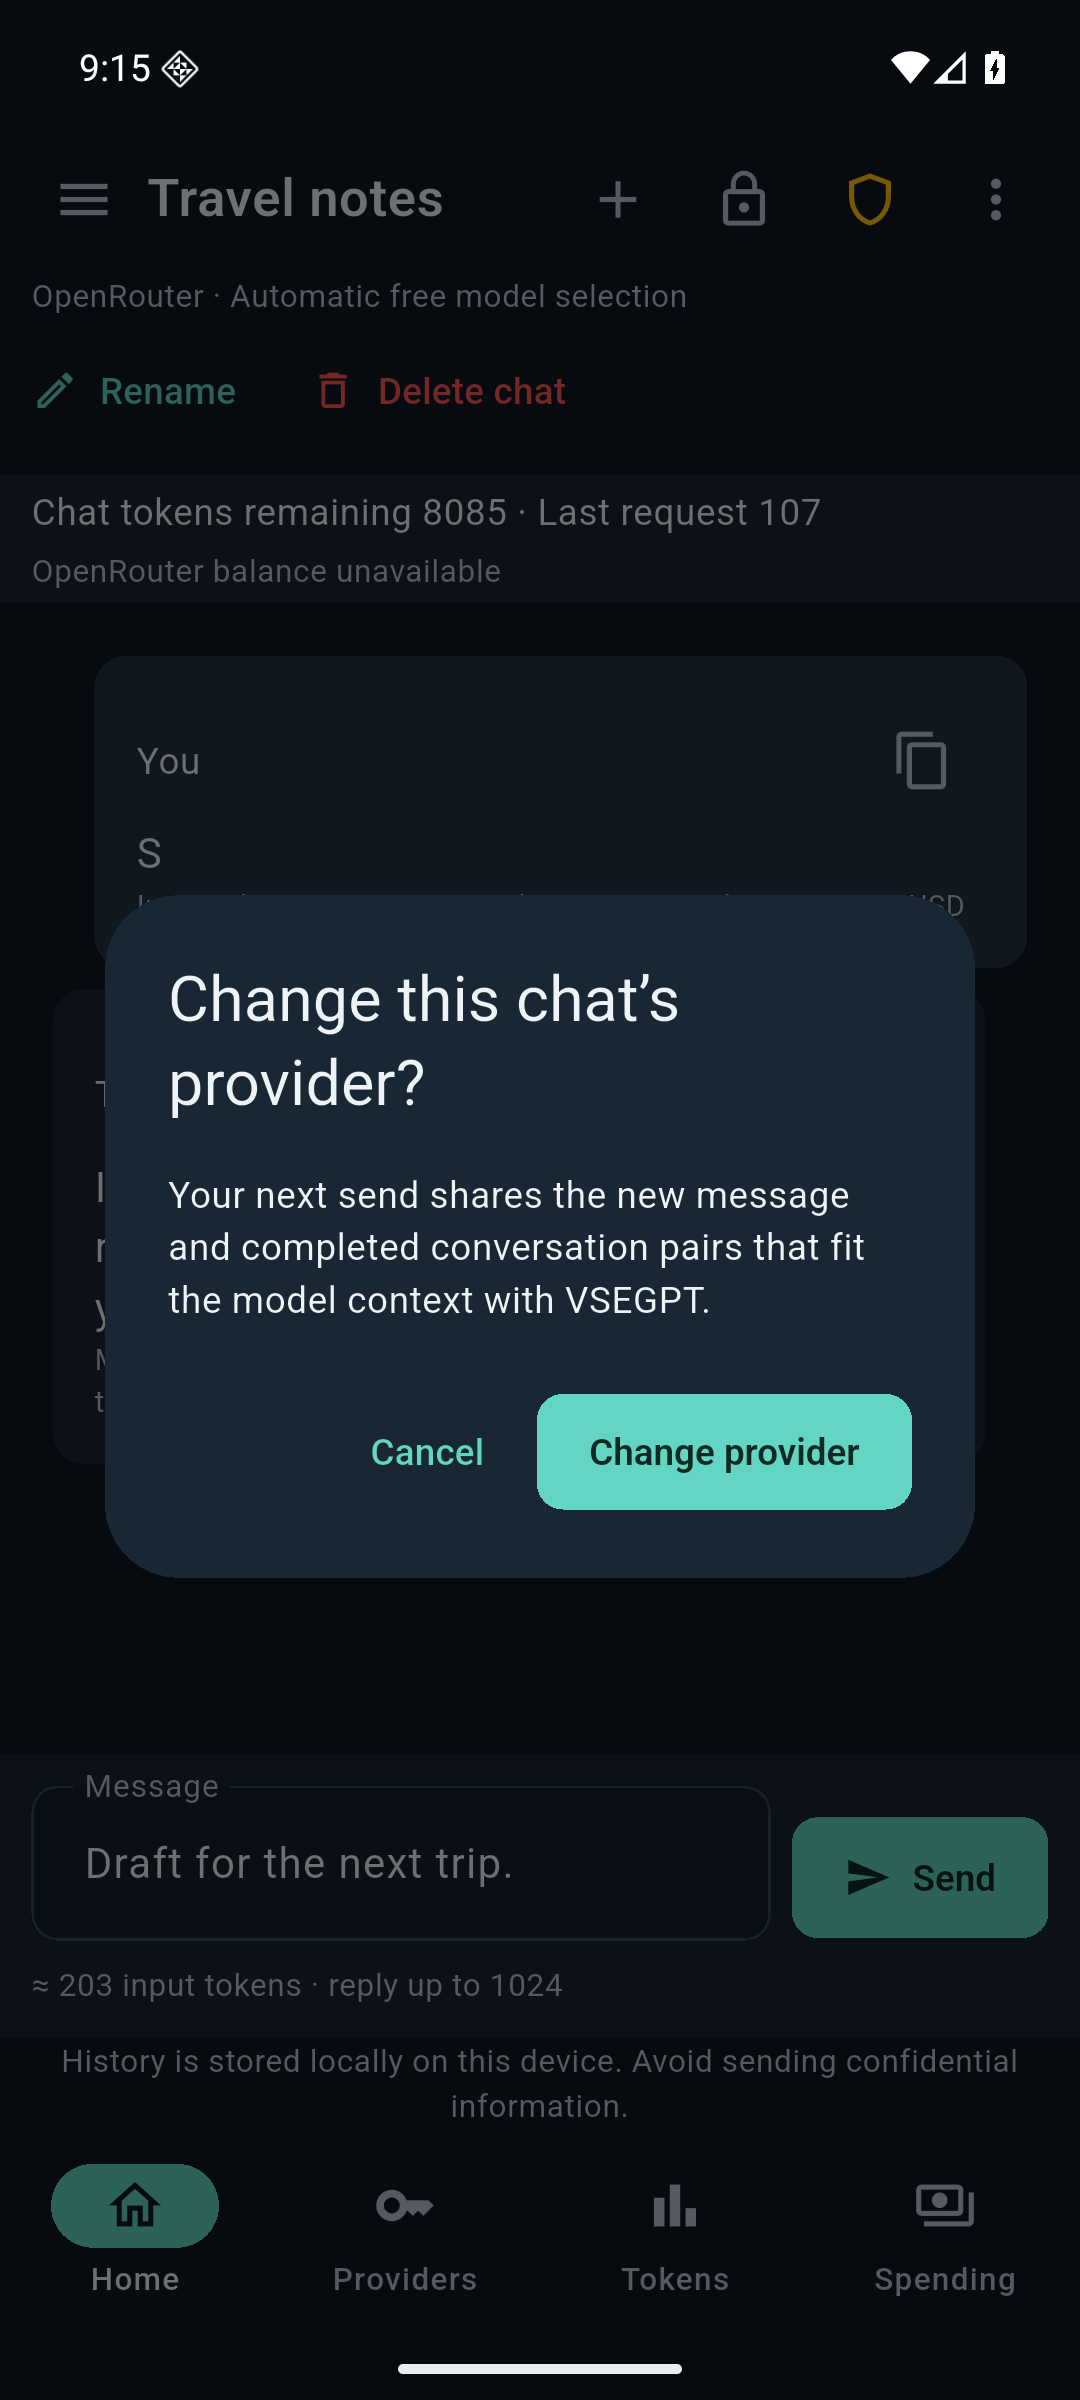 9:15
Travel notes
OpenRouter · Automatic free model selection
Rename
Delete chat
Chat tokens remaining 8085 · Last request 107
OpenRouter balance unavailable
You
S
Change this chat’s
provider?
Your next send shares the new message
and completed conversation pairs that fit
the model context with VSEGPT.
Cancel
Change provider
Message
Draft for the next trip.
Send
≈ 203 input tokens · reply up to 1024
History is stored locally on this device. Avoid sending confidential
information.
Home
Providers
Tokens
Spending